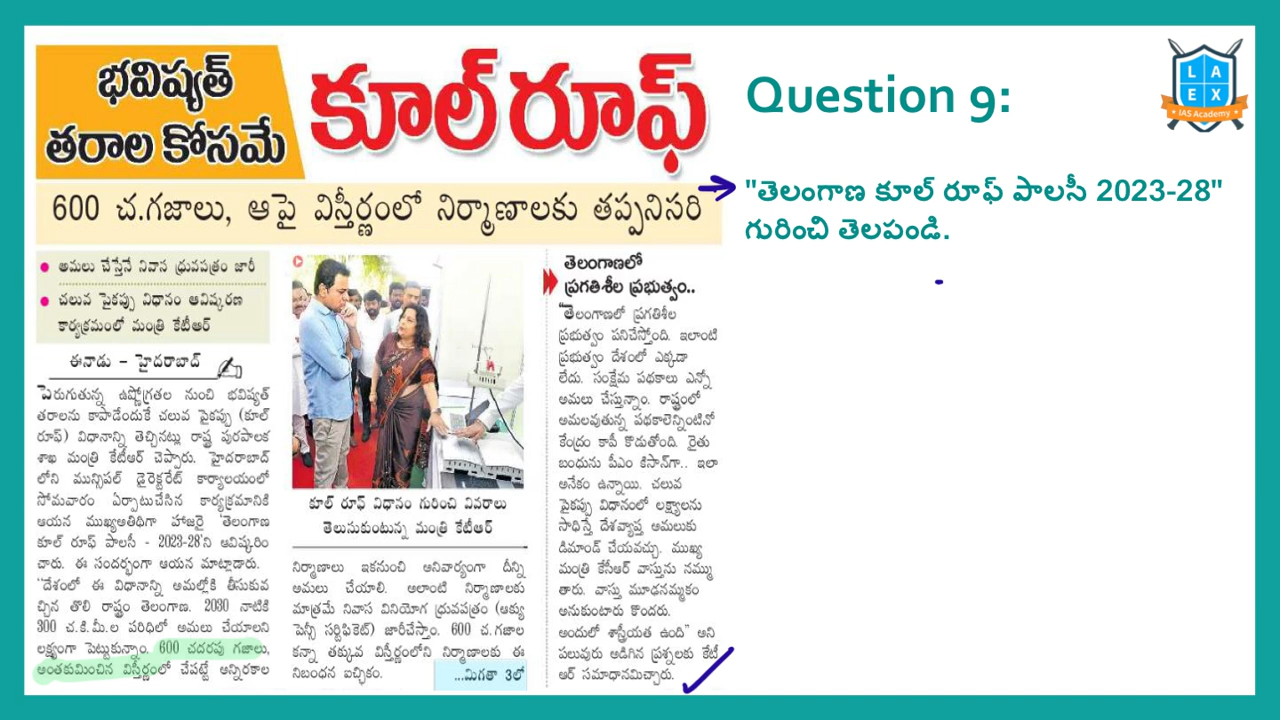 భవిష్యత్
తరాల కోసమే
కూల్ రూఫ్
600 చ.గజాలు, ఆపై విస్తీర్ణంలో నిర్మాణాలకు తప్పనిసరి
అమలు చేస్తేనే నివాస ధ్రువపత్రం జారీ
చలువ పైకప్పు విధానం ఆవిష్కరణ
కార్యక్రమంలో మంత్రి కేటీఆర్
ఈనాడు - హైదరాబాద్
పెరుగుతున్న ఉష్ణోగ్రతల నుంచి భవిష్యత్
తరాలను కాపాడేందుకే చలువ పైకప్పు (కూల్
రూఫ్) విధానాన్ని తెచ్చినట్లు రాష్ట్ర పురపాలక
శాఖ మంత్రి కేటీఆర్ చెప్పారు. హైదరాబాద్
లోని మున్సిపల్ డైరెక్టరేట్ కార్యాలయంలో
సోమవారం ఏర్పాటుచేసిన కార్యక్రమానికి
ఆయన ముఖ్యఅతిథిగా హాజరై 'తెలంగాణ
కూల్ రూఫ్ పాలసీ - 2023-28'ని ఆవిష్కరిం
చారు. ఈ సందర్భంగా ఆయన మాట్లాడారు.
"దేశంలో ఈ విధానాన్ని అమల్లోకి తీసుకువ
చ్చిన తొలి రాష్ట్రం తెలంగాణ. 2030 నాటికి
300 చ.కి.మీ.ల పరిధిలో అమలు చేయాలని
లక్ష్యంగా పెట్టుకున్నాం. 600 చదరపు గజాలు,
అంతకుమించిన విస్తీర్ణంలో చేపట్టే అన్నిరకాల
కూల్ రూఫ్ విధానం గురించి వివరాలు
తెలుసుకుంటున్న మంత్రి కేటీఆర్
నిర్మాణాలు ఇకనుంచి అనివార్యంగా దీన్ని
అమలు చేయాలి. అలాంటి నిర్మాణాలకు
మాత్రమే నివాస వినియోగ ధ్రువపత్రం (ఆక్యు
పెన్సీ సర్టిఫికెట్) జారీచేస్తాం. 600 చ.గజాల
కన్నా తక్కువ విస్తీర్ణంలోని నిర్మాణాలకు ఈ
నిబంధన ఐచ్ఛికం.
...మిగతా 3లో
తెలంగాణలో
ప్రగతిశీల ప్రభుత్వం..
"తెలంగాణలో ప్రగతిశీల
ప్రభుత్వం పనిచేస్తోంది. ఇలాంటి
ప్రభుత్వం దేశంలో ఎక్కడా
లేదు. సంక్షేమ పథకాలు ఎన్నో
అమలు చేస్తున్నాం. రాష్ట్రంలో
అమలవుతున్న పథకాలెన్నింటినో
కేంద్రం కాపీ కొడుతోంది. రైతు
బంధును పీఎం కిసాన్‌గా.. ఇలా
అనేకం ఉన్నాయి. చలువ
పైకప్పు విధానంలో లక్ష్యాలను
సాధిస్తే దేశవ్యాప్త అమలుకు
డిమాండ్ చేయవచ్చు. ముఖ్య
మంత్రి కేసీఆర్ వాస్తును నమ్ము
తారు. వాస్తు మూఢనమ్మకం
అనుకుంటారు కొందరు.
అందులో శాస్త్రీయత ఉంది" అని
పలువురు అడిగిన ప్రశ్నలకు కేటీ
ఆర్ సమాధానమిచ్చారు.
Question 9:
"తెలంగాణ కూల్ రూఫ్ పాలసీ 2023-28"
గురించి తెలపండి.
L A
E X
IAS Academy